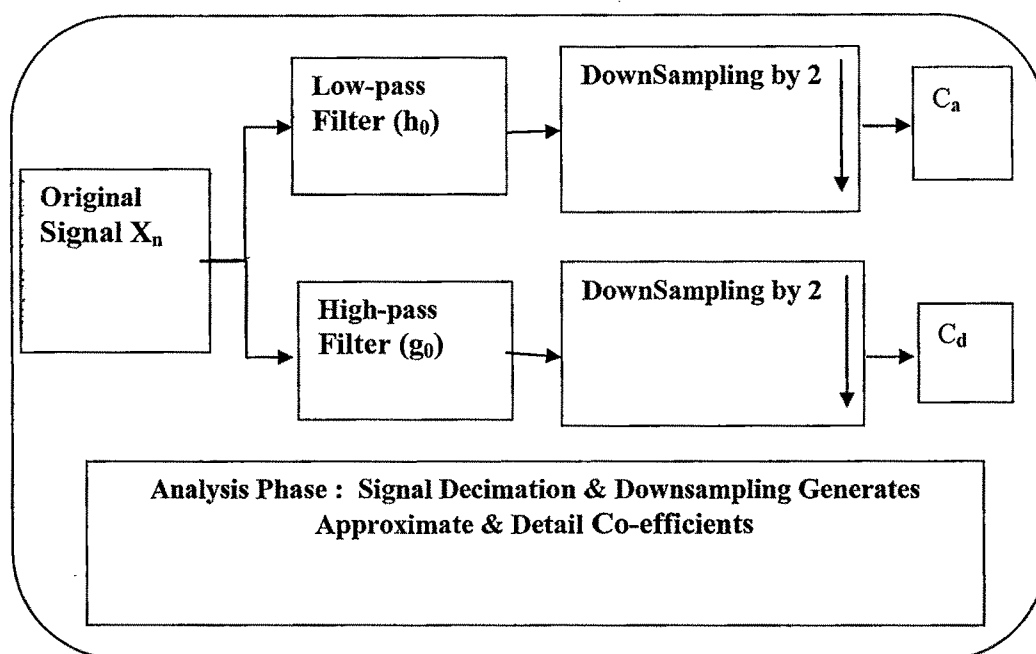 Low-pass
Filter (h₀)
DownSampling by 2
Cₐ
Original
Signal Xₙ
High-pass
Filter (g₀)
DownSampling by 2
C_d
Analysis Phase : Signal Decimation & Downsampling Generates
Approximate & Detail Co-efficients